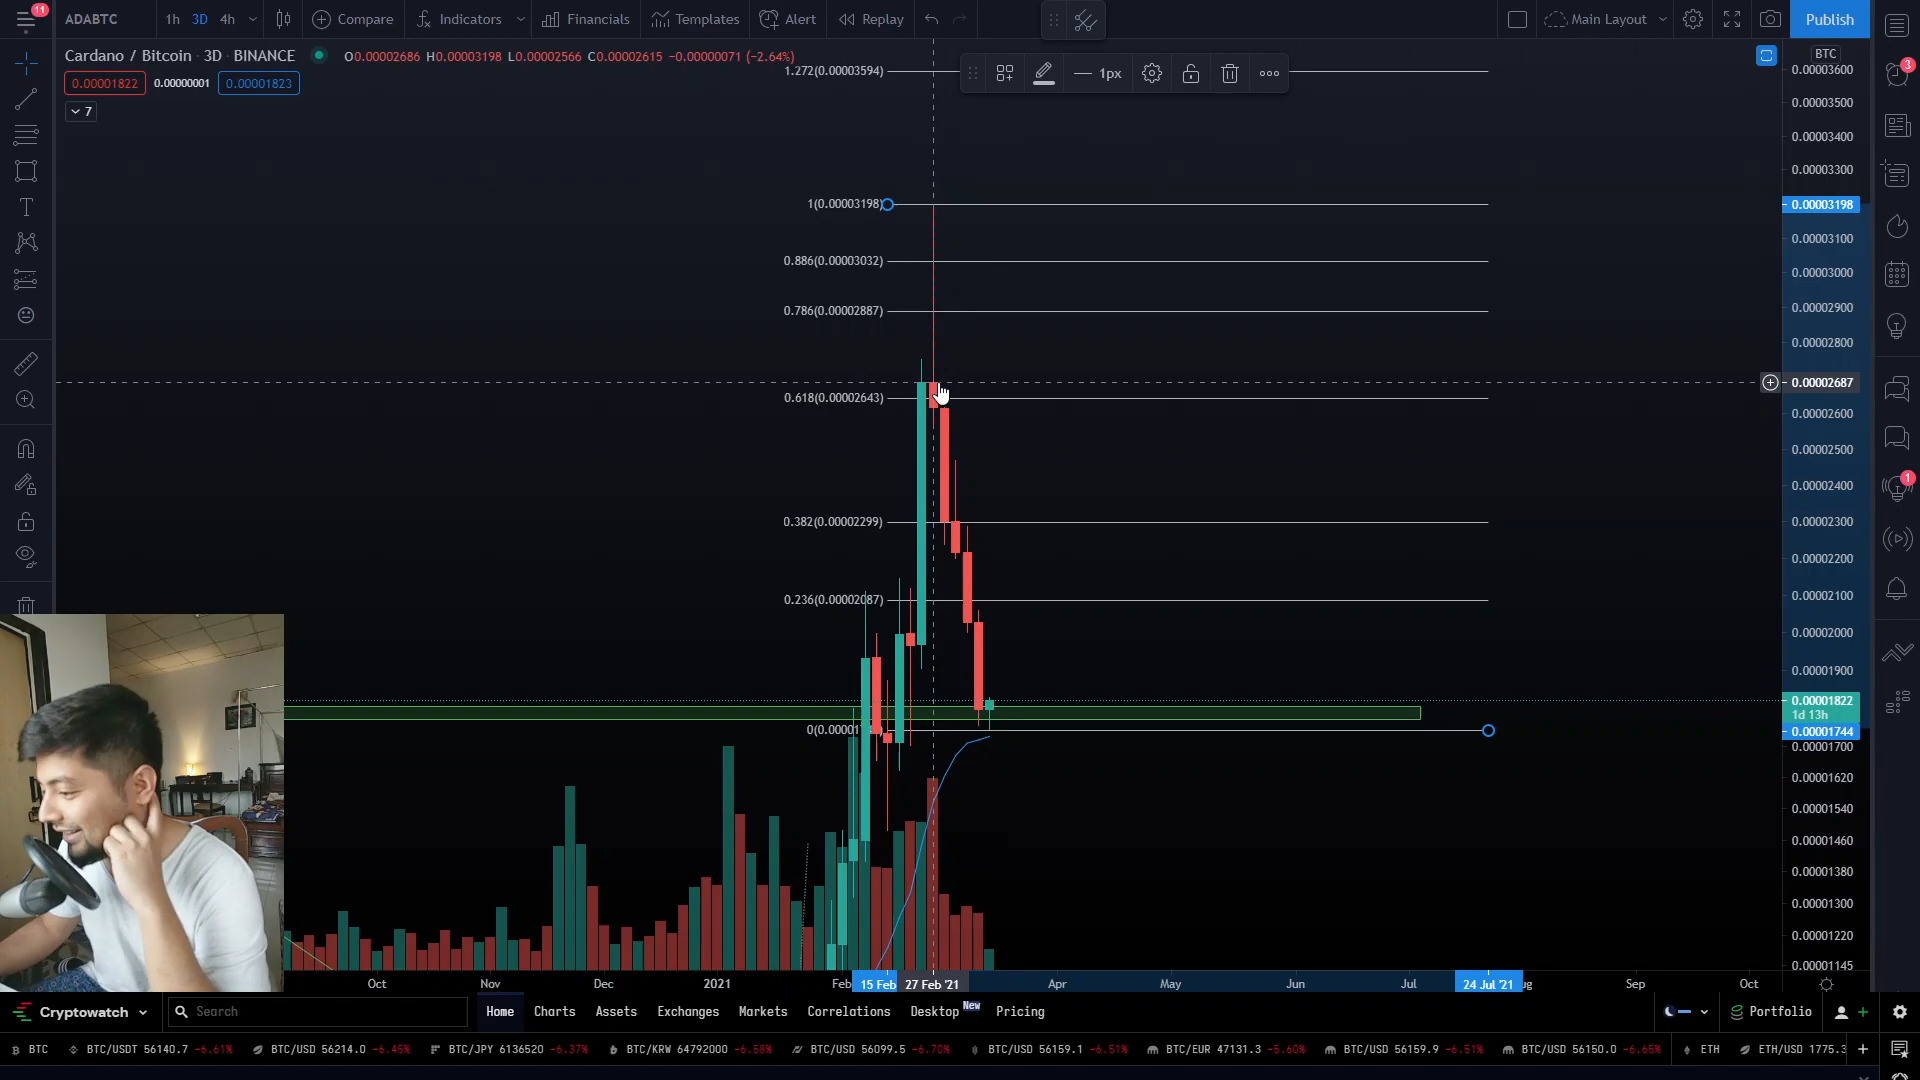 11
ADABTC
1h 3D 4h
Compare
Indicators
Financials
Templates
Alert
Replay
Main Layout
Publish
Cardano / Bitcoin · 3D · BINANCE
O0.00002686 H0.00003198 L0.00002566 C0.00002615 −0.00000071 (−2.64%)
0.00001822 0.00000001 0.00001823
7
1px
BTC
3
1
1.272(0.00003594)
1(0.00003198)
0.886(0.00003032)
0.786(0.00002887)
0.618(0.00002643)
0.382(0.00002299)
0.236(0.00002087)
0.00003600
0.00003500
0.00003400
0.00003300
0.00003198
0.00003100
0.00003000
0.00002900
0.00002800
0.00002687
0.00002600
0.00002500
0.00002400
0.00002300
0.00002200
0.00002100
0.00002000
0.00001900
0.00001822
1d 13h
0.00001744
0.00001700
0.00001620
0.00001540
0.00001460
0.00001380
0.00001300
0.00001220
0.00001145
Oct Nov Dec 2021 Feb 15 Feb 27 Feb '21 Apr May Jun Jul 24 Jul '21 Sep Oct
Cryptowatch
Search
Home Charts Assets Exchanges Markets Correlations Desktop New Pricing
Portfolio
BTC BTC/USDT 56140.7 -6.61% BTC/USD 56214.0 -6.45% BTC/JPY 6136520 -6.37% BTC/KRW 64792000 -6.58% BTC/USD 56099.5 -6.70% BTC/USD 56159.1 -6.51% BTC/EUR 47131.3 -5.60% BTC/USD 56159.9 -6.51% BTC/USD 56150.0 -6.65% ETH ETH/USD 1775.3